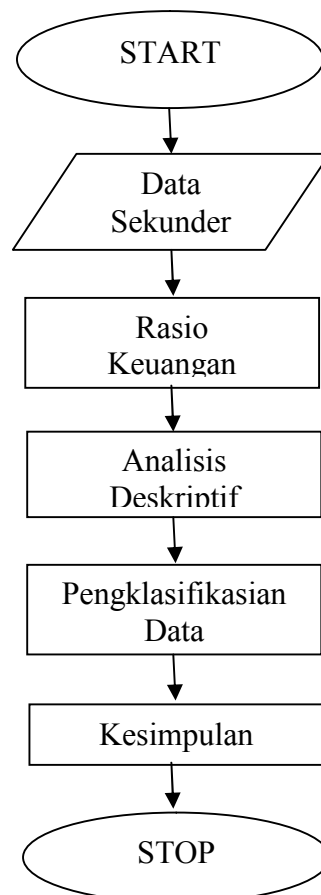 START
Data
Sekunder
Rasio
Keuangan
Analisis
Deskriptif
Pengklasifikasian
Data
Kesimpulan
STOP